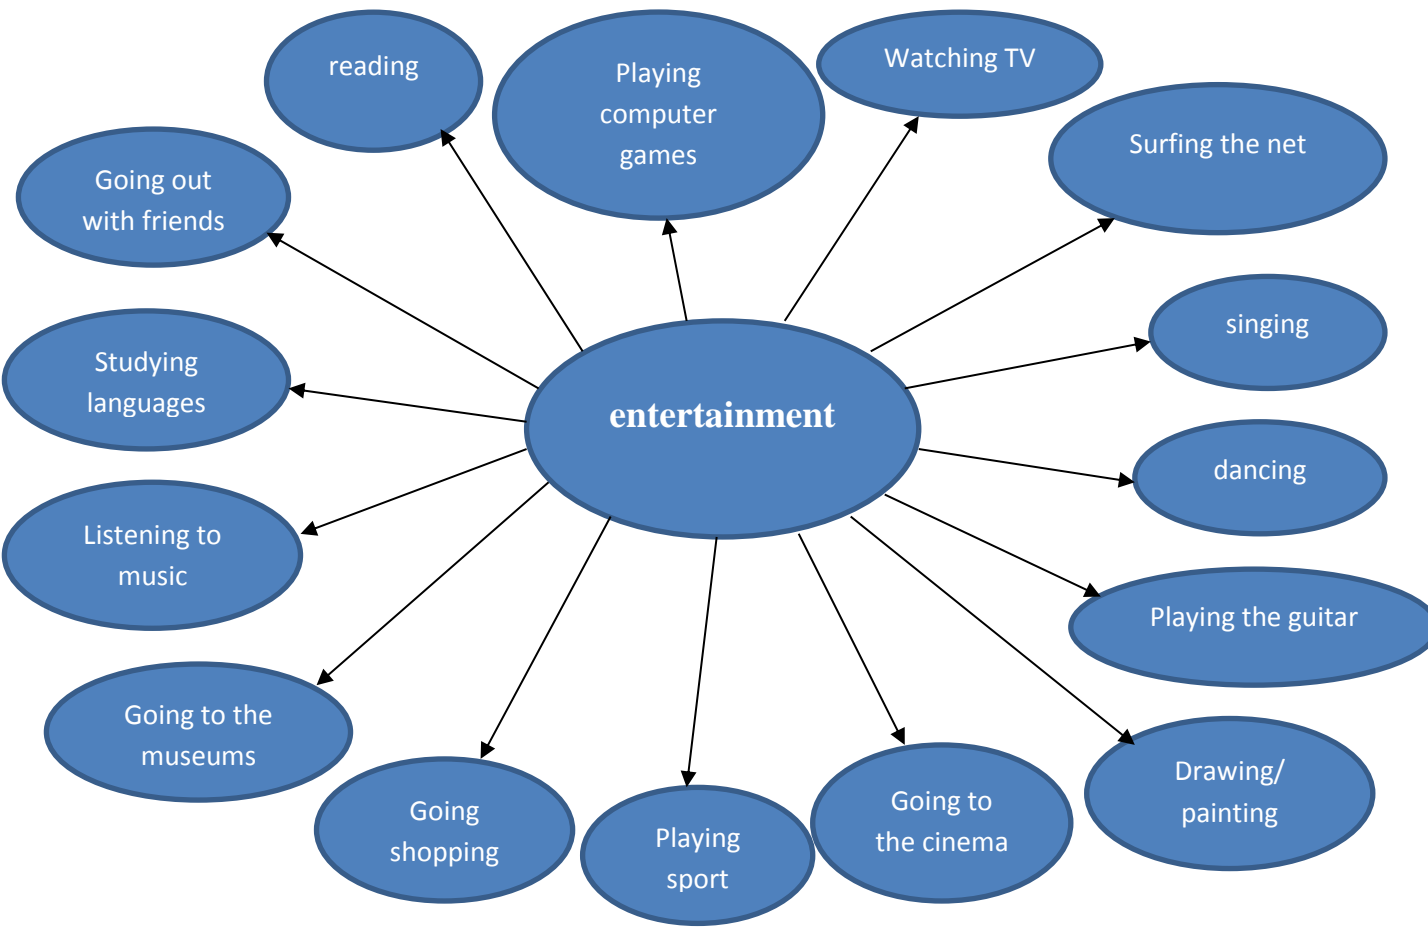 reading
Playing
computer
games
Watching TV
Surfing the net
Going out
with friends
singing
Studying
languages
entertainment
dancing
Listening to
music
Playing the guitar
Going to the
museums
Drawing/
painting
Going
shopping
Playing
sport
Going to
the cinema